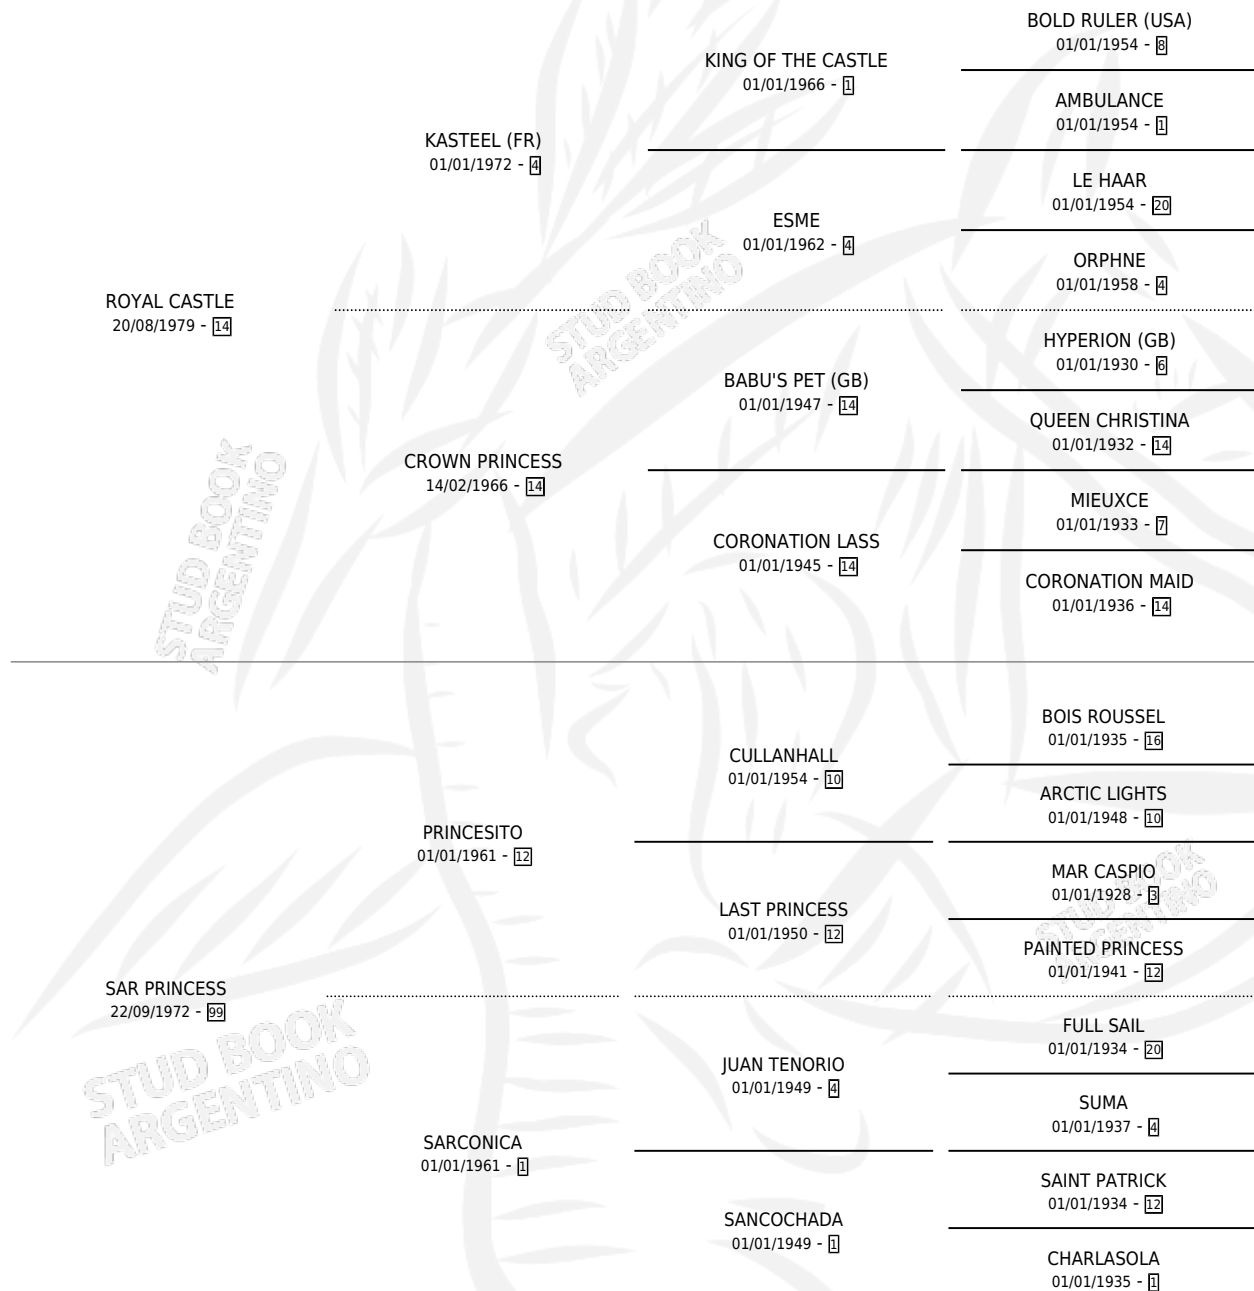 BOLD RULER (USA)
01/01/1954 - 8
KING OF THE CASTLE
01/01/1966 - 1
AMBULANCE
01/01/1954 - 1
KASTEEL (FR)
01/01/1972 - 4
LE HAAR
01/01/1954 - 20
ESME
01/01/1962 - 4
ORPHNE
01/01/1958 - 4
ROYAL CASTLE
20/08/1979 - 14
HYPERION (GB)
01/01/1930 - 6
BABU'S PET (GB)
01/01/1947 - 14
QUEEN CHRISTINA
01/01/1932 - 14
CROWN PRINCESS
14/02/1966 - 14
MIEUXCE
01/01/1933 - 7
CORONATION LASS
01/01/1945 - 14
CORONATION MAID
01/01/1936 - 14
BOIS ROUSSEL
01/01/1935 - 16
CULLANHALL
01/01/1954 - 10
ARCTIC LIGHTS
01/01/1948 - 10
PRINCESITO
01/01/1961 - 12
MAR CASPIO
01/01/1928 - 3
LAST PRINCESS
01/01/1950 - 12
PAINTED PRINCESS
01/01/1941 - 12
SAR PRINCESS
22/09/1972 - 99
FULL SAIL
01/01/1934 - 20
JUAN TENORIO
01/01/1949 - 4
SUMA
01/01/1937 - 4
SARCONICA
01/01/1961 - 1
SAINT PATRICK
01/01/1934 - 12
SANCOCHADA
01/01/1949 - 1
CHARLASOLA
01/01/1935 - 1
STUD BOOK
ARGENTINO
STUD BOOK
ARGENTINO
STUD BOOK
ARGENTINO
STUD BOOK
ARGENTINO